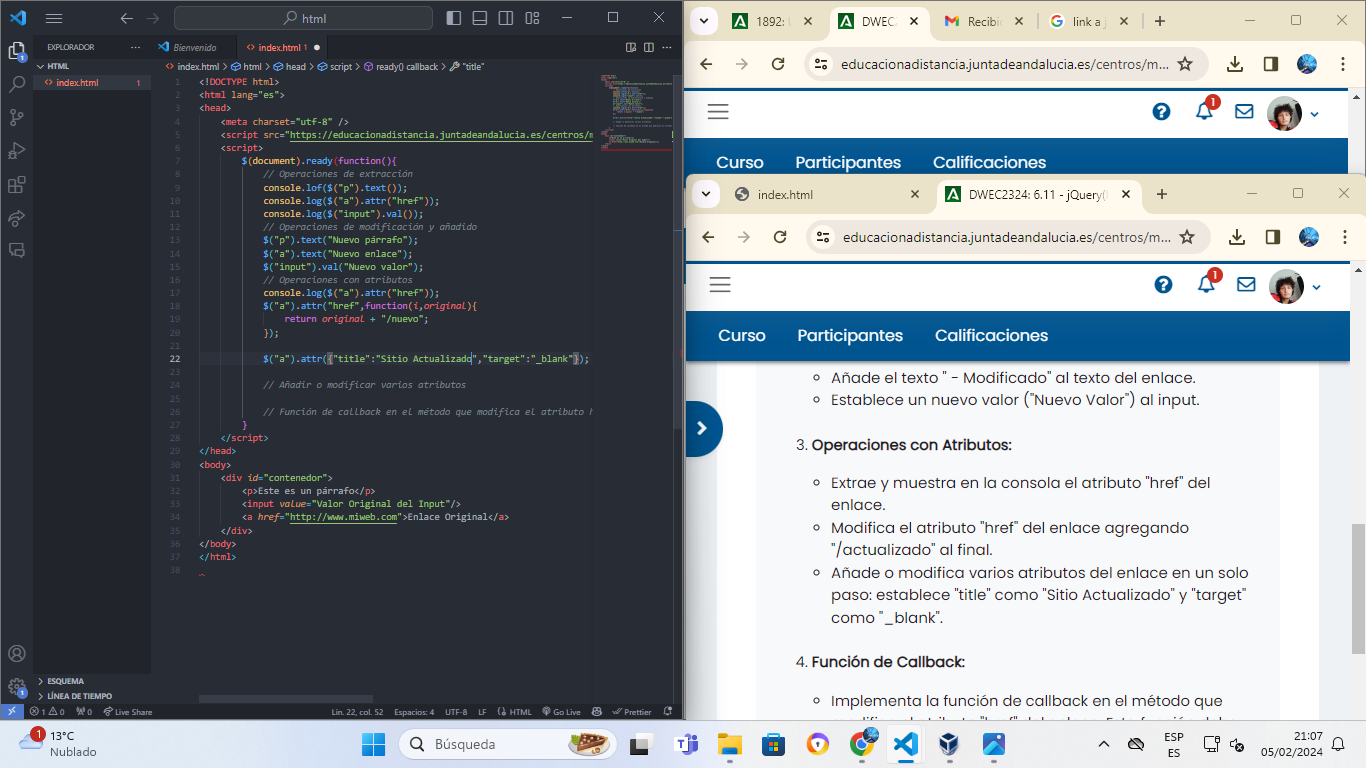 html
EXPLORADOR
HTML
index.html 1
Bienvenido
index.html 1
index.html > html > head > script > ready() callback > "title"
1 <!DOCTYPE html>
2 <html lang="es">
3 <head>
4 <meta charset="utf-8" />
5 <script src="https://educacionadistancia.juntadeandalucia.es/centros/m
6 <script>
7 $(document).ready(function(){
8 // Operaciones de extracción
9 console.lof($("p").text());
10 console.log($("a").attr("href"));
11 console.log($("input").val());
12 // Operaciones de modificación y añadido
13 $("p").text("Nuevo párrafo");
14 $("a").text("Nuevo enlace");
15 $("input").val("Nuevo valor");
16 // Operaciones con atributos
17 console.log($("a").attr("href"));
18 $("a").attr("href",function(i,original){
19 return original + "/nuevo";
20 });
21
22 $("a").attr({"title":"Sitio Actualizado","target":"_blank"});
23
24 // Añadir o modificar varios atributos
25
26 // Función de callback en el método que modifica el atributo h
27 }
28 </script>
29 </head>
30 <body>
31 <div id="contenedor">
32 <p>Este es un párrafo</p>
33 <input value="Valor Original del Input"/>
34 <a href="http://www.miweb.com">Enlace Original</a>
35 </div>
36 </body>
37 </html>
38
ESQUEMA
LÍNEA DE TIEMPO
1 0 0 Live Share Lín. 22, col. 52 Espacios: 4 UTF-8 LF HTML Go Live Prettier
1892: DWEC2 Recibi link a j
educacionadistancia.juntadeandalucia.es/centros/m...
1
Curso Participantes Calificaciones
index.html DWEC2324: 6.11 - jQuery(
educacionadistancia.juntadeandalucia.es/centros/m...
1
Curso Participantes Calificaciones
Añade el texto " - Modificado" al texto del enlace.
Establece un nuevo valor ("Nuevo Valor") al input.
3. Operaciones con Atributos:
Extrae y muestra en la consola el atributo "href" del
enlace.
Modifica el atributo "href" del enlace agregando
"/actualizado" al final.
Añade o modifica varios atributos del enlace en un solo
paso: establece "title" como "Sitio Actualizado" y "target"
como "_blank".
4. Función de Callback:
Implementa la función de callback en el método que
1
13°C
Nublado
Búsqueda
ESP
ES
21:07
05/02/2024